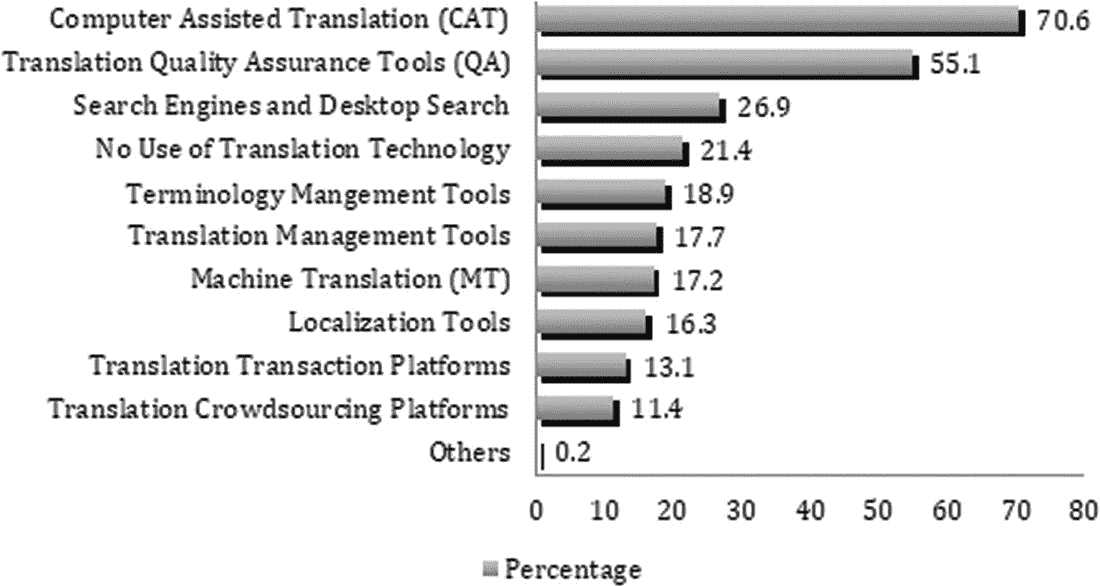 Computer Assisted Translation (CAT) 70.6
Translation Quality Assurance Tools (QA) 55.1
Search Engines and Desktop Search 26.9
No Use of Translation Technology 21.4
Terminology Mangement Tools 18.9
Translation Management Tools 17.7
Machine Translation (MT) 17.2
Localization Tools 16.3
Translation Transaction Platforms 13.1
Translation Crowdsourcing Platforms 11.4
Others 0.2
0 10 20 30 40 50 60 70 80
Percentage